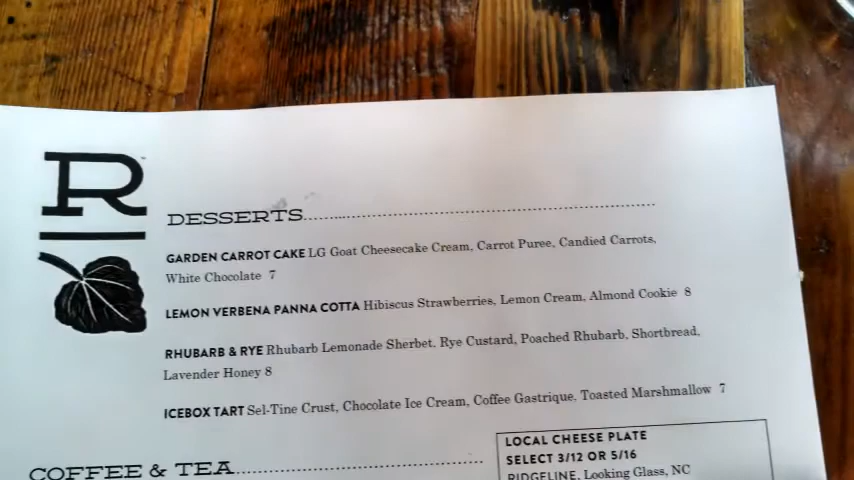 R
DESSERTS
GARDEN CARROT CAKE LG Goat Cheesecake Cream, Carrot Puree, Candied Carrots,
White Chocolate 7
LEMON VERBENA PANNA COTTA Hibiscus Strawberries, Lemon Cream, Almond Cookie 8
RHUBARB & RYE Rhubarb Lemonade Sherbet, Rye Custard, Poached Rhubarb, Shortbread,
Lavender Honey 8
ICEBOX TART Sel-Tine Crust, Chocolate Ice Cream, Coffee Gastrique, Toasted Marshmallow 7
COFFEE & TEA
LOCAL CHEESE PLATE
SELECT 3/12 OR 5/16
RIDGELINE, Looking Glass, NC